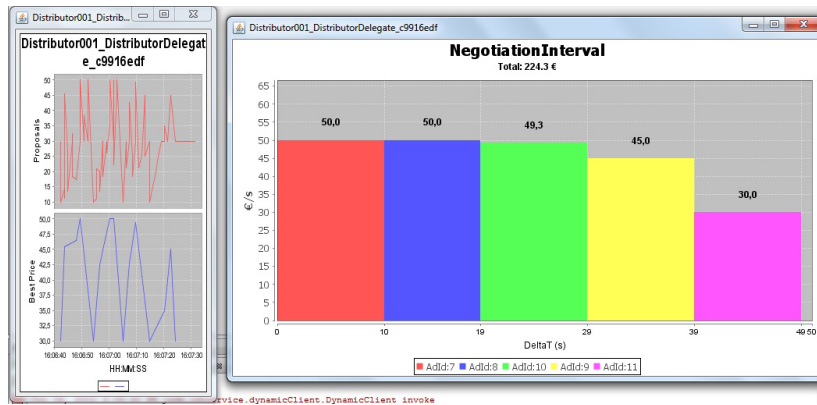 Distributor001_Distrib...
Distributor001_DistributorDelegat
e_c9916edf
Proposals
50
45
40
35
30
25
20
15
10
Best Price
50,0
47,5
45,0
42,5
40,0
37,5
35,0
32,5
30,0
16:06:40 16:06:50 16:07:00 16:07:10 16:07:20 16:07:30
HH:MM:SS
Distributor001_DistributorDelegate_c9916edf
NegotiationInterval
Total: 224.3 €
€/s
65
60
55
50
45
40
35
30
25
20
15
10
5
0
50,0
50,0
49,3
45,0
30,0
0 10 19 29 39 49 50
DeltaT (s)
AdId:7 AdId:8 AdId:10 AdId:9 AdId:11
vice.dynamicClient.DynamicClient invoke